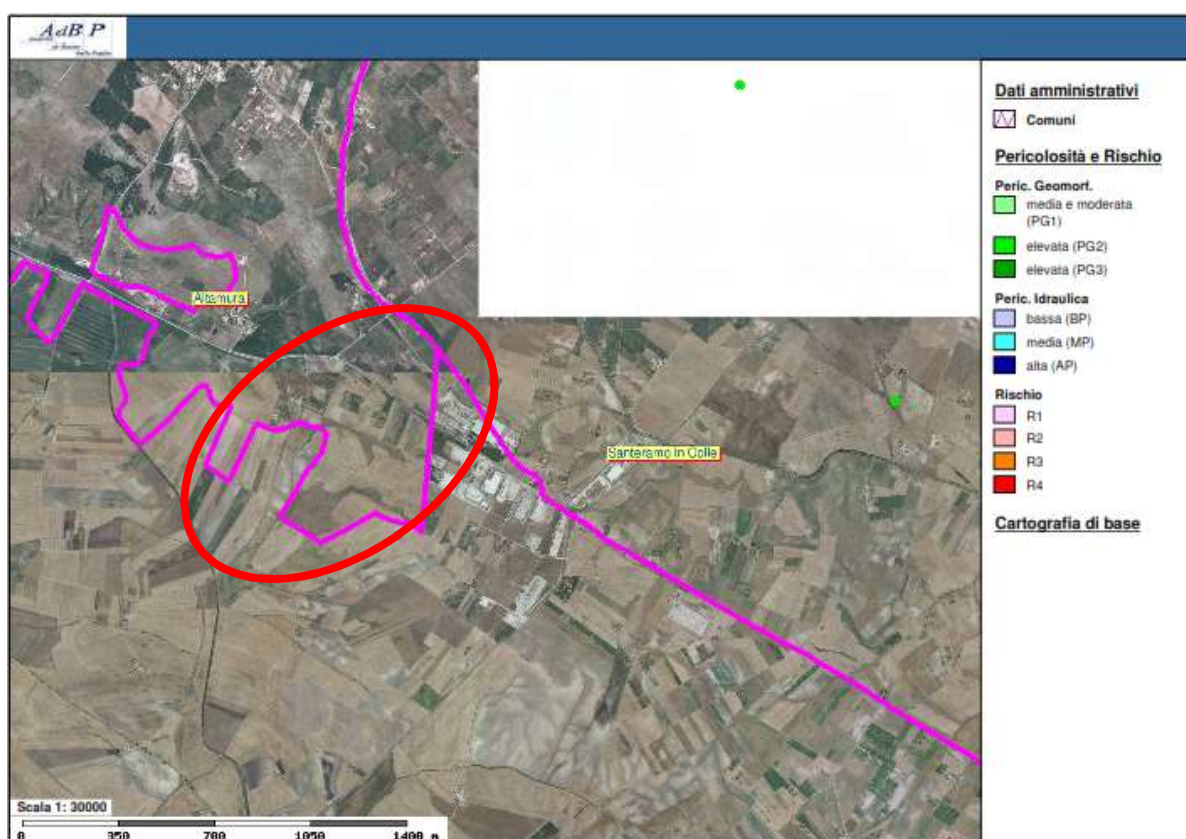 AdB P
Dati amministrativi
Comuni
Pericolosità e Rischio
Peric. Geomorf.
media e moderata
(PG1)
elevata (PG2)
elevata (PG3)
Peric. Idraulica
bassa (BP)
media (MP)
alta (AP)
Rischio
R1
R2
R3
R4
Cartografia di base
Altamura
Santeramo In Colle
Scala 1: 30000
0 350 700 1050 1400 m